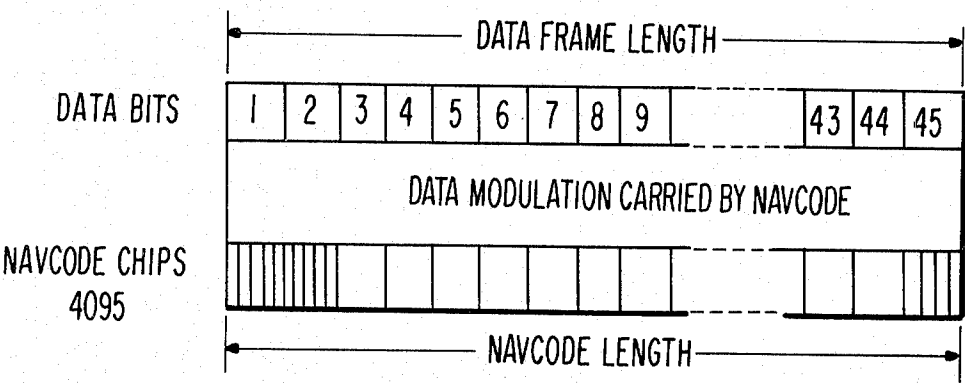 DATA FRAME LENGTH
DATA BITS 1 2 3 4 5 6 7 8 9 43 44 45
DATA MODULATION CARRIED BY NAVCODE
NAVCODE CHIPS
4095
NAVCODE LENGTH